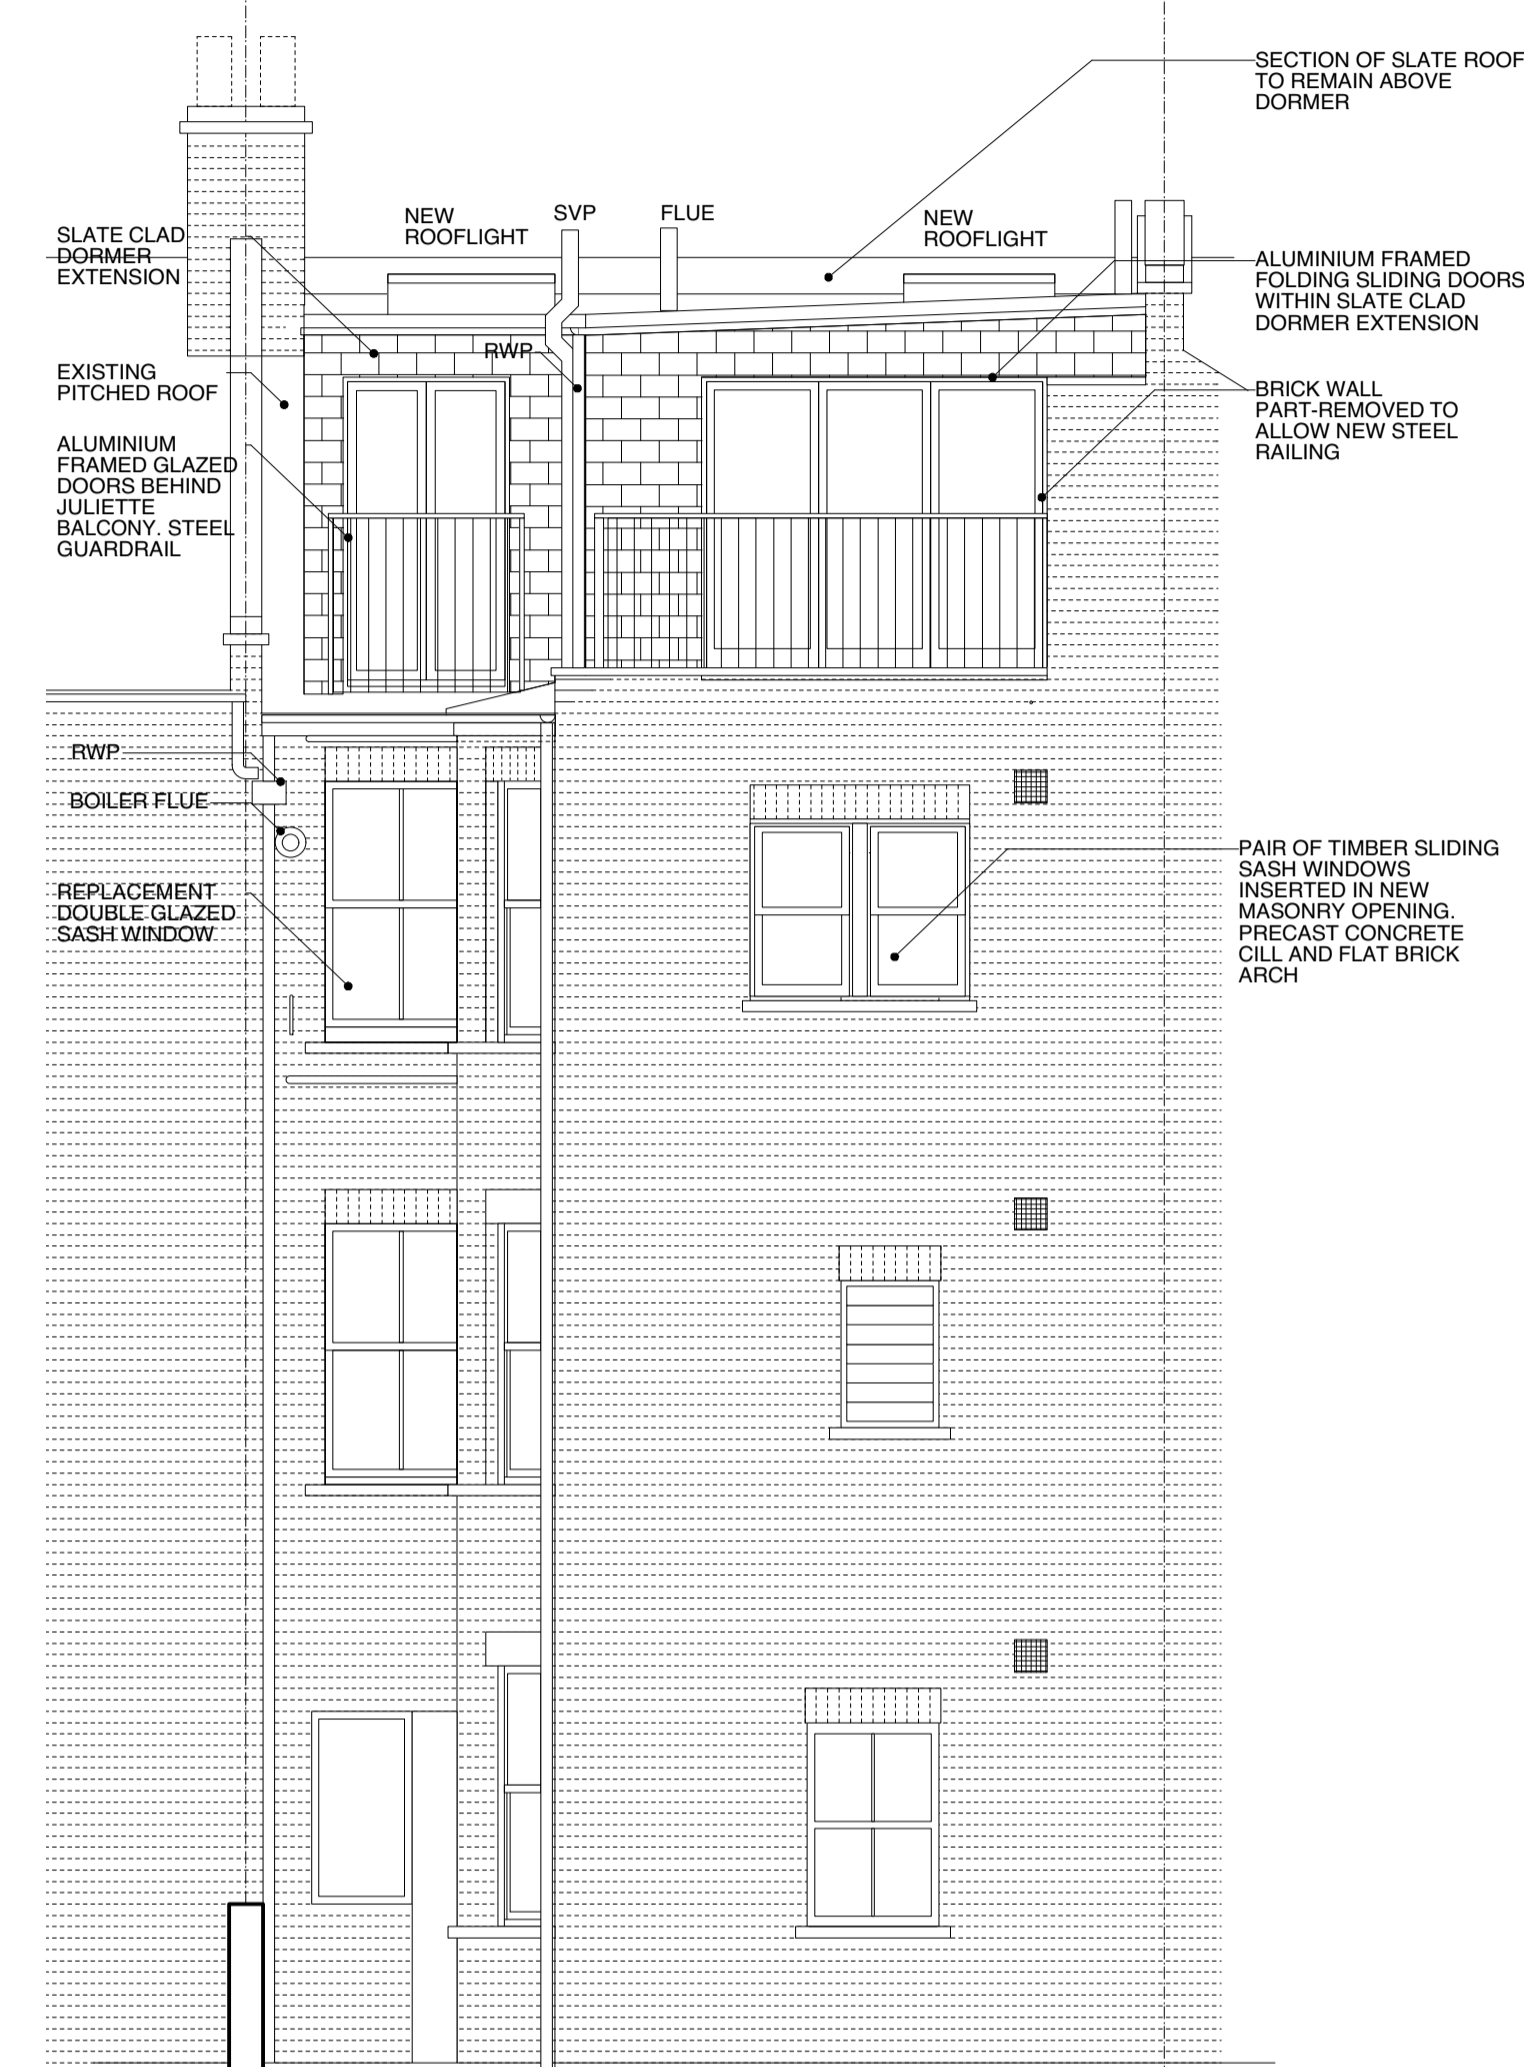 SECTION OF SLATE ROOF
TO REMAIN ABOVE
DORMER
NEW
ROOFLIGHT
SVP
FLUE
NEW
ROOFLIGHT
SLATE CLAD
DORMER
EXTENSION
ALUMINIUM FRAMED
FOLDING SLIDING DOORS
WITHIN SLATE CLAD
DORMER EXTENSION
RWP
EXISTING
PITCHED ROOF
BRICK WALL
PART-REMOVED TO
ALLOW NEW STEEL
RAILING
ALUMINIUM
FRAMED GLAZED
DOORS BEHIND
JULIETTE
BALCONY. STEEL
GUARDRAIL
RWP
BOILER FLUE
REPLACEMENT
DOUBLE GLAZED
SASH WINDOW
PAIR OF TIMBER SLIDING
SASH WINDOWS
INSERTED IN NEW
MASONRY OPENING.
PRECAST CONCRETE
CILL AND FLAT BRICK
ARCH